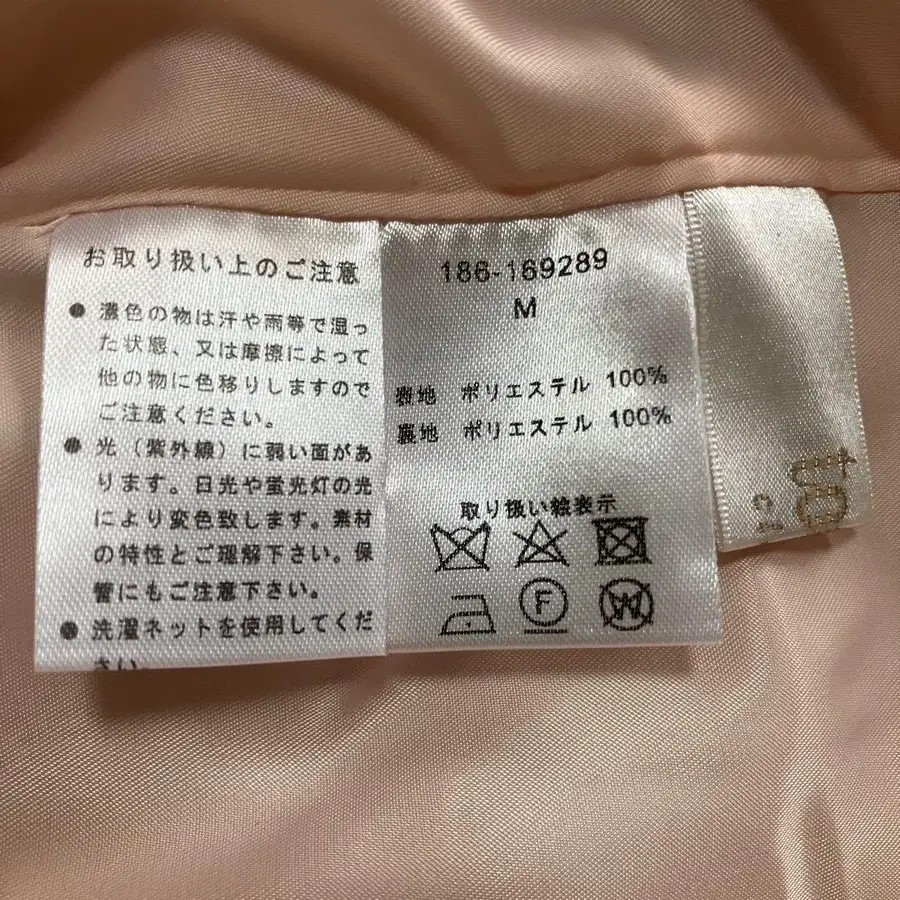 お取り扱い上のご注意
● 濃色の物は汗や雨等で湿っ
た状態、又は摩擦によって
他の物に色移りしますので
ご注意ください。
● 光（紫外線）に弱い面があ
ります。日光や蛍光灯の光
により変色致します。素材
の特性とご理解下さい。保
管にもご注意下さい。
● 洗濯ネットを使用してくだ
さい。
186-169289
M
表地 ポリエステル 100%
裏地 ポリエステル 100%
取り扱い絵表示
F
W